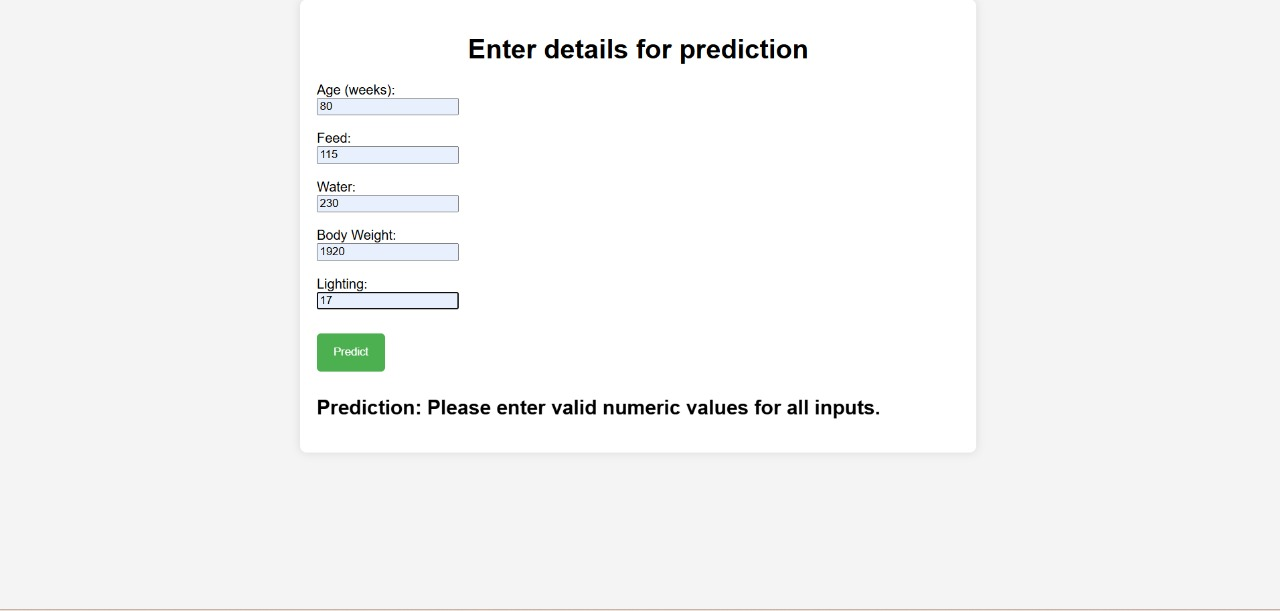 Enter details for prediction
Age (weeks):
80
Feed:
115
Water:
230
Body Weight:
1920
Lighting:
17
Predict
Prediction: Please enter valid numeric values for all inputs.